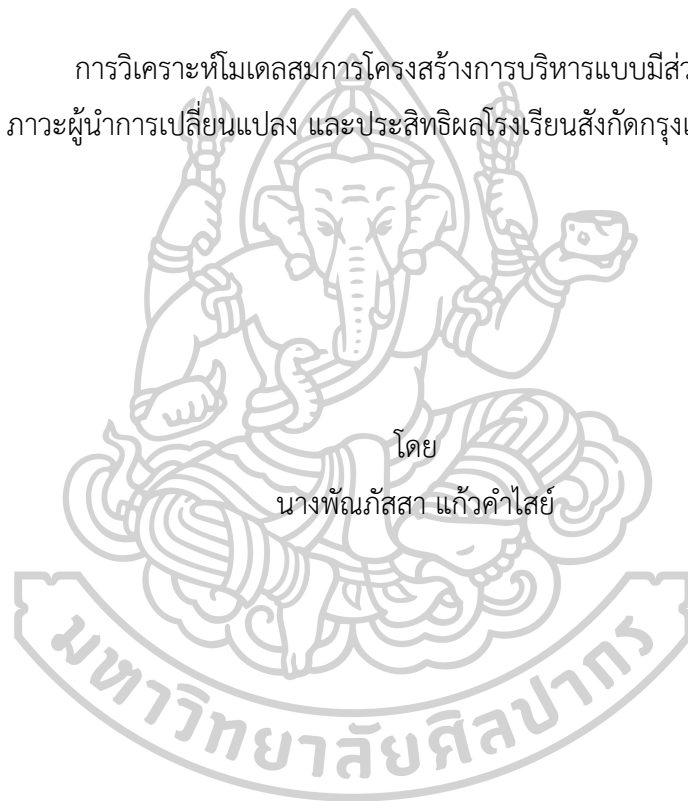 การวิเคราะห์โมเดลสมการโครงสร้างการบริหารแบบมีส่ว
ภาวะผู้นำการเปลี่ยนแปลง และประสิทธิผลโรงเรียนสังกัดกรุงเ
โดย
นางพัณภัสสา แก้วคำไสย์
มหาวิทยาลัยศิลปากร